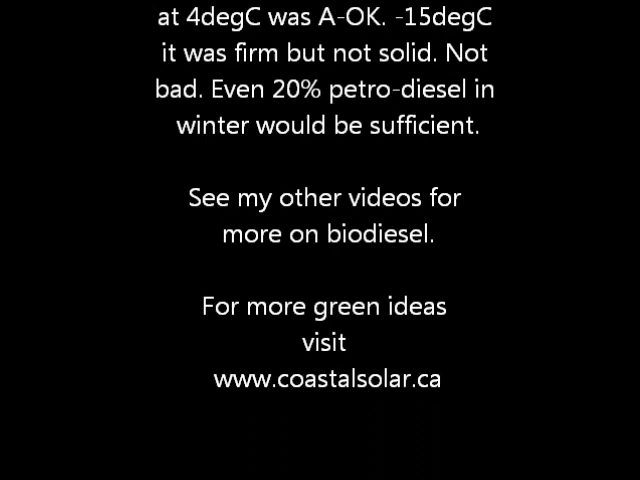 at 4degC was A-OK. -15degC
it was firm but not solid. Not
bad. Even 20% petro-diesel in
winter would be sufficient.
See my other videos for
more on biodiesel.
For more green ideas
visit
www.coastalsolar.ca